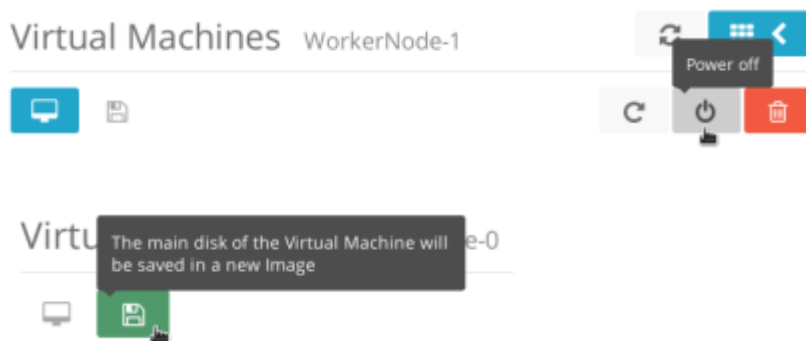 Virtual Machines WorkerNode-1
Power off
Virtu
The main disk of the Virtual Machine will
be saved in a new Image
e-0